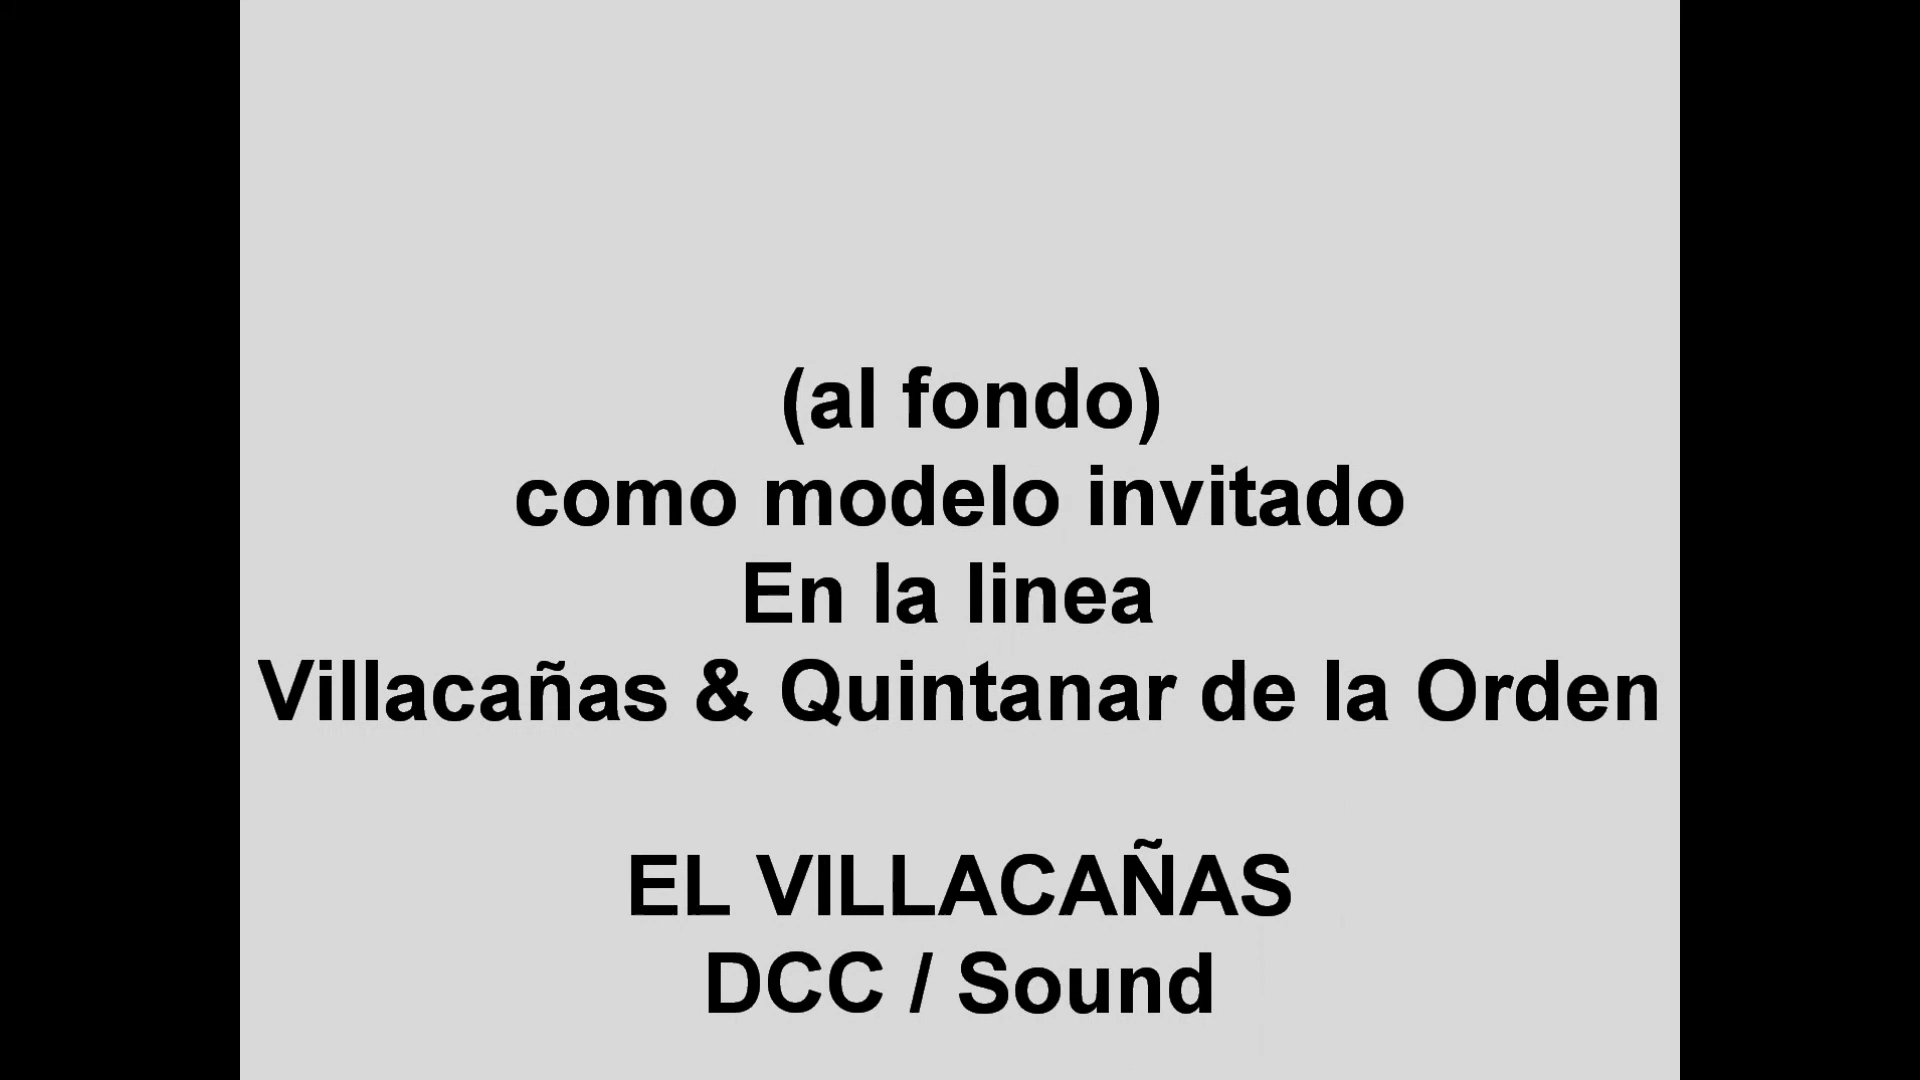 (al fondo)
como modelo invitado
En la linea
Villacañas & Quintanar de la Orden
EL VILLACAÑAS
DCC / Sound